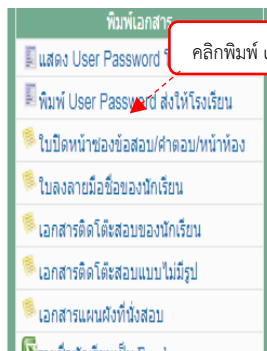 พิมพ์เอกสาร
แสดง User Password
คลิกพิมพ์
พิมพ์ User Password ส่งให้โรงเรียน
ใบปิดหน้าซองข้อสอบ/คำตอบ/หน้าห้อง
ใบลงลายมือชื่อของนักเรียน
เอกสารติดโต๊ะสอบของนักเรียน
เอกสารติดโต๊ะสอบแบบไม่มีรูป
เอกสารแผนผังที่นั่งสอบ